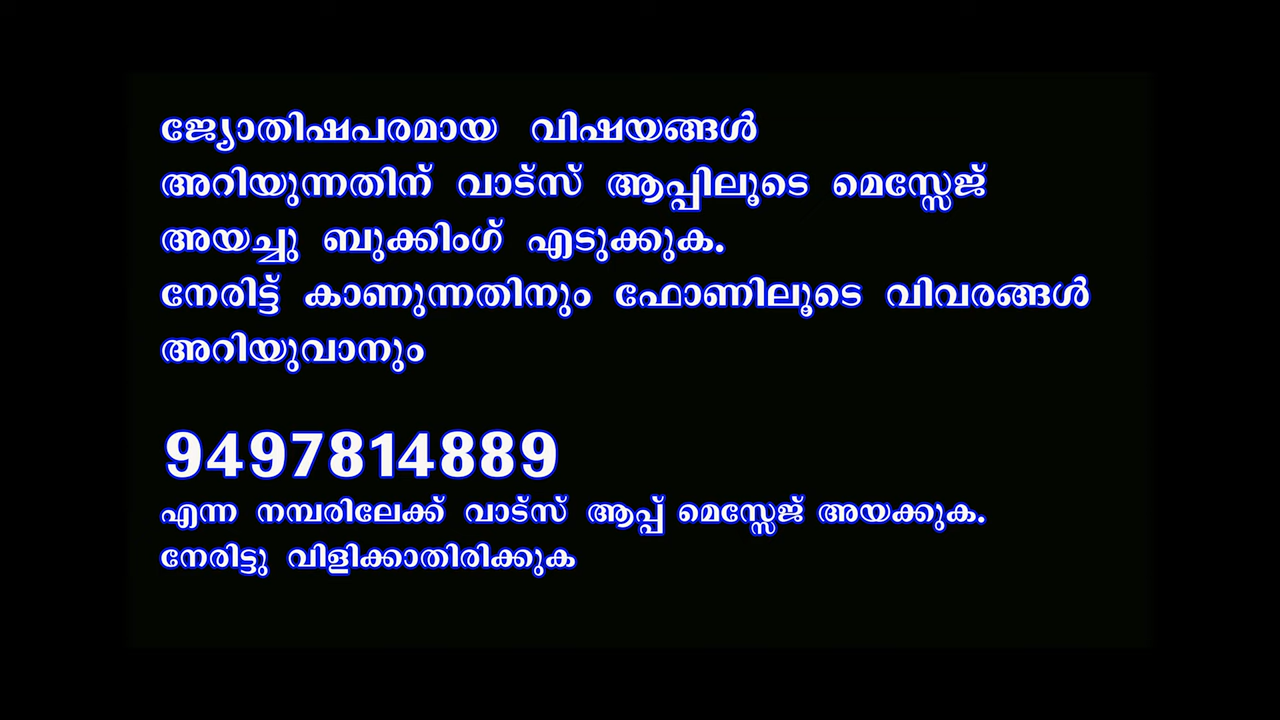 ജ്യോതിഷപരമായ വിഷയങ്ങൾ
അറിയുന്നതിന് വാട്സ് ആപ്പിലൂടെ മെസ്സേജ്
അയച്ചു ബുക്കിംഗ് എടുക്കുക.
നേരിട്ട് കാണുന്നതിനും ഫോണിലൂടെ വിവരങ്ങൾ
അറിയുവാനും
9497814889
എന്ന നമ്പരിലേക്ക് വാട്സ് ആപ്പ് മെസ്സേജ് അയക്കുക.
നേരിട്ടു വിളിക്കാതിരിക്കുക